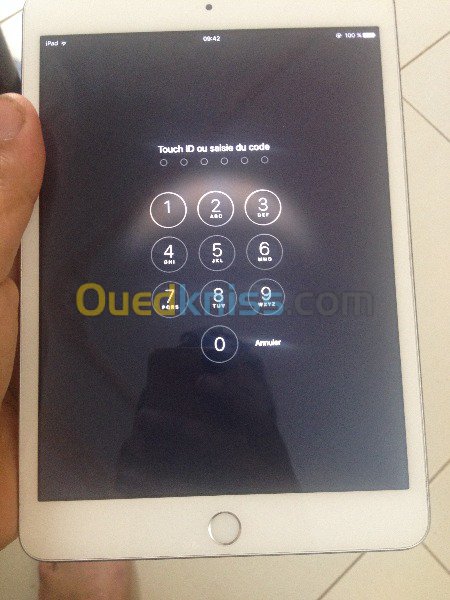 iPad
09:42
100 %
Touch ID ou saisie du code
1
2
ABC
3
DEF
4
GHI
5
JKL
6
MNO
7
PQRS
8
TUV
9
WXYZ
Ouedkniss.com
0
Annuler